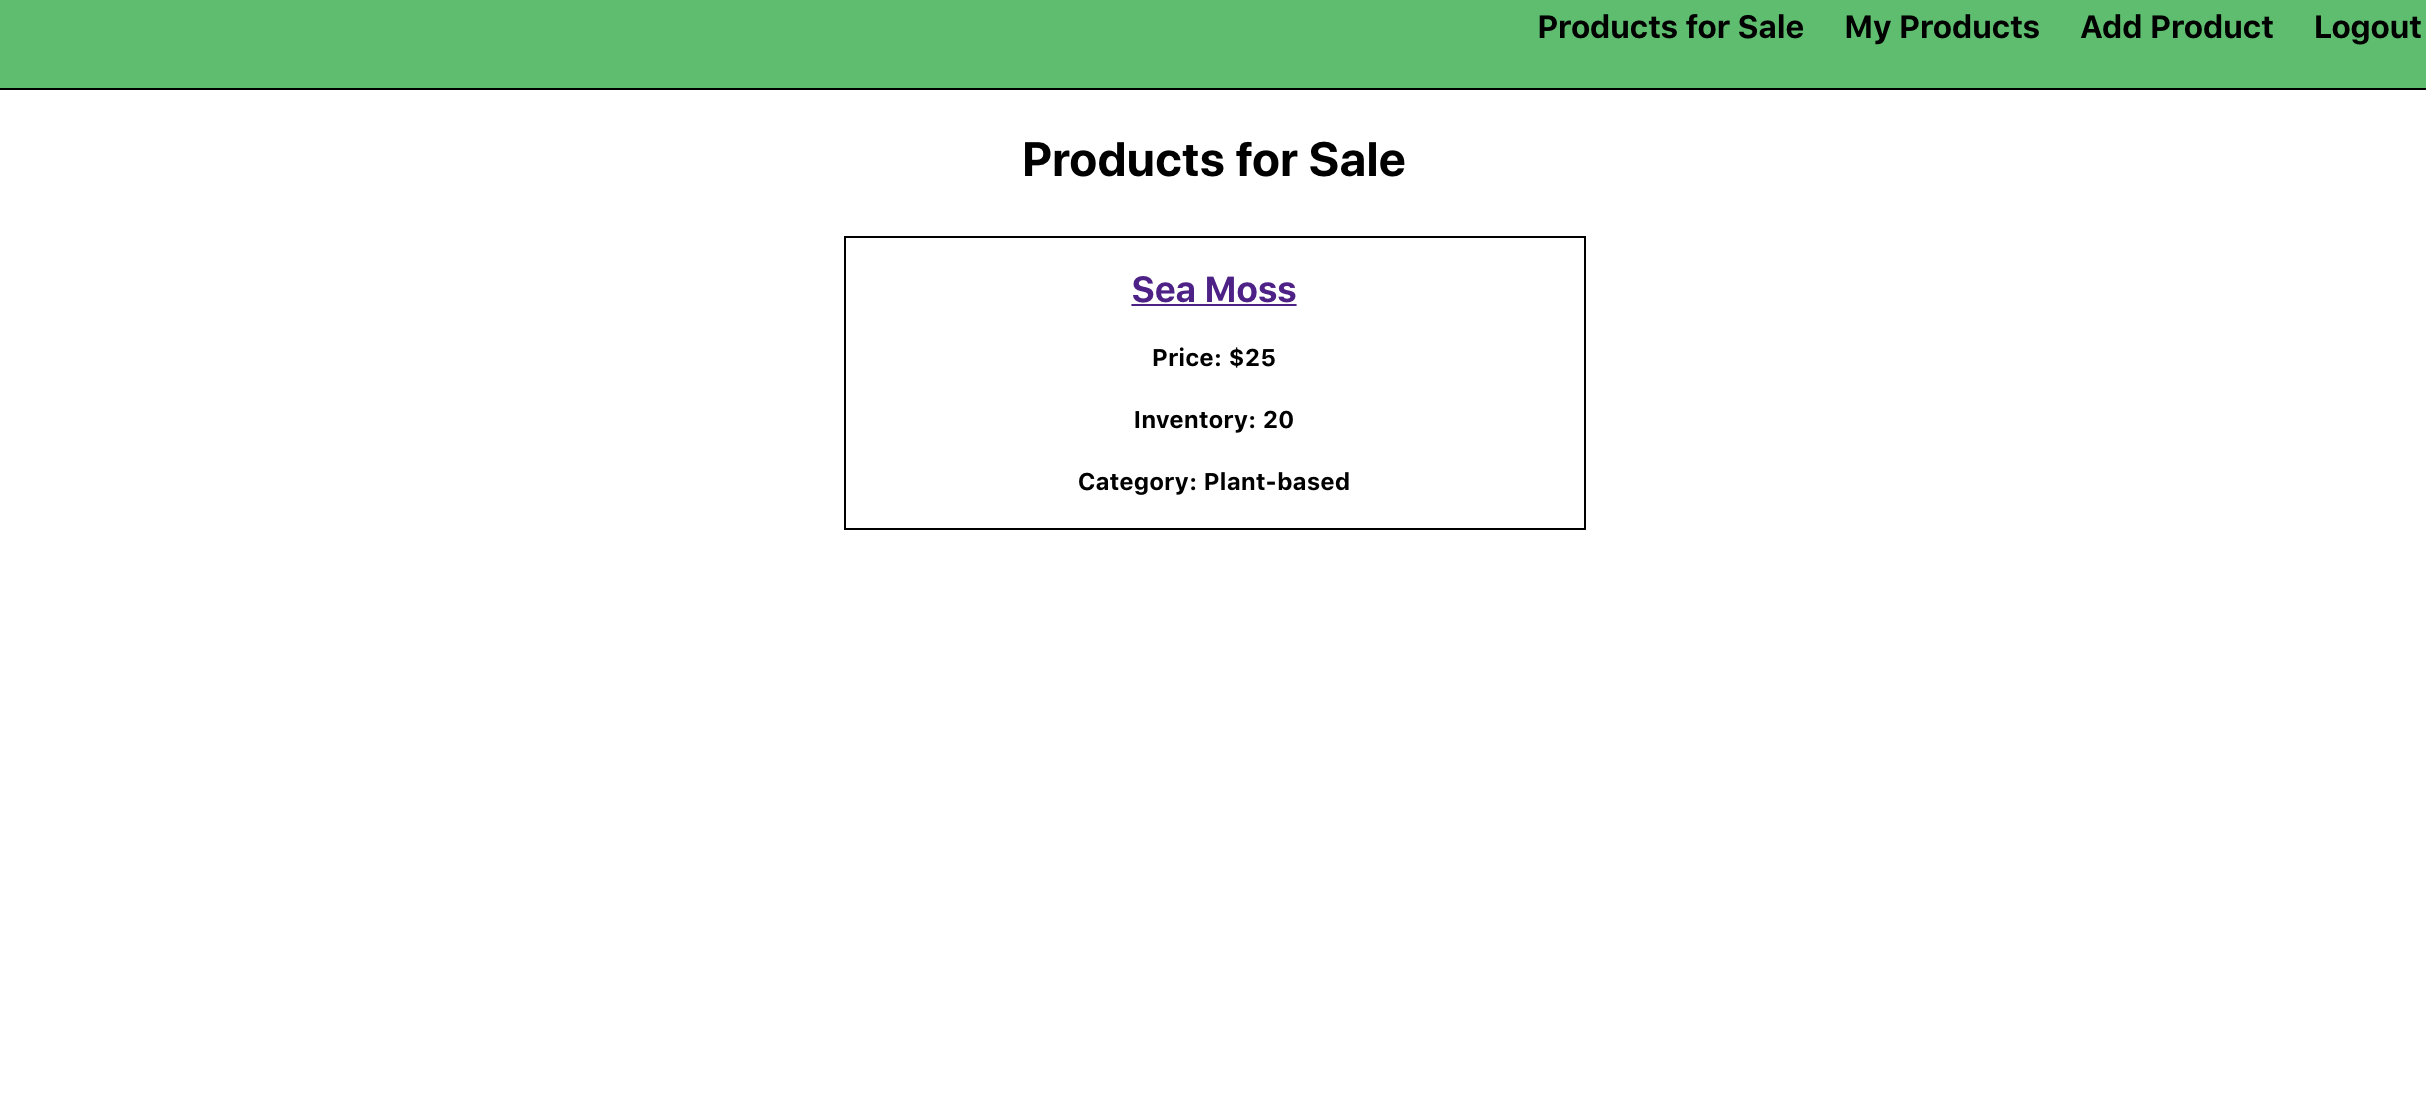 Products for Sale My Products Add Product Logout
Products for Sale
Sea Moss
Price: $25
Inventory: 20
Category: Plant-based